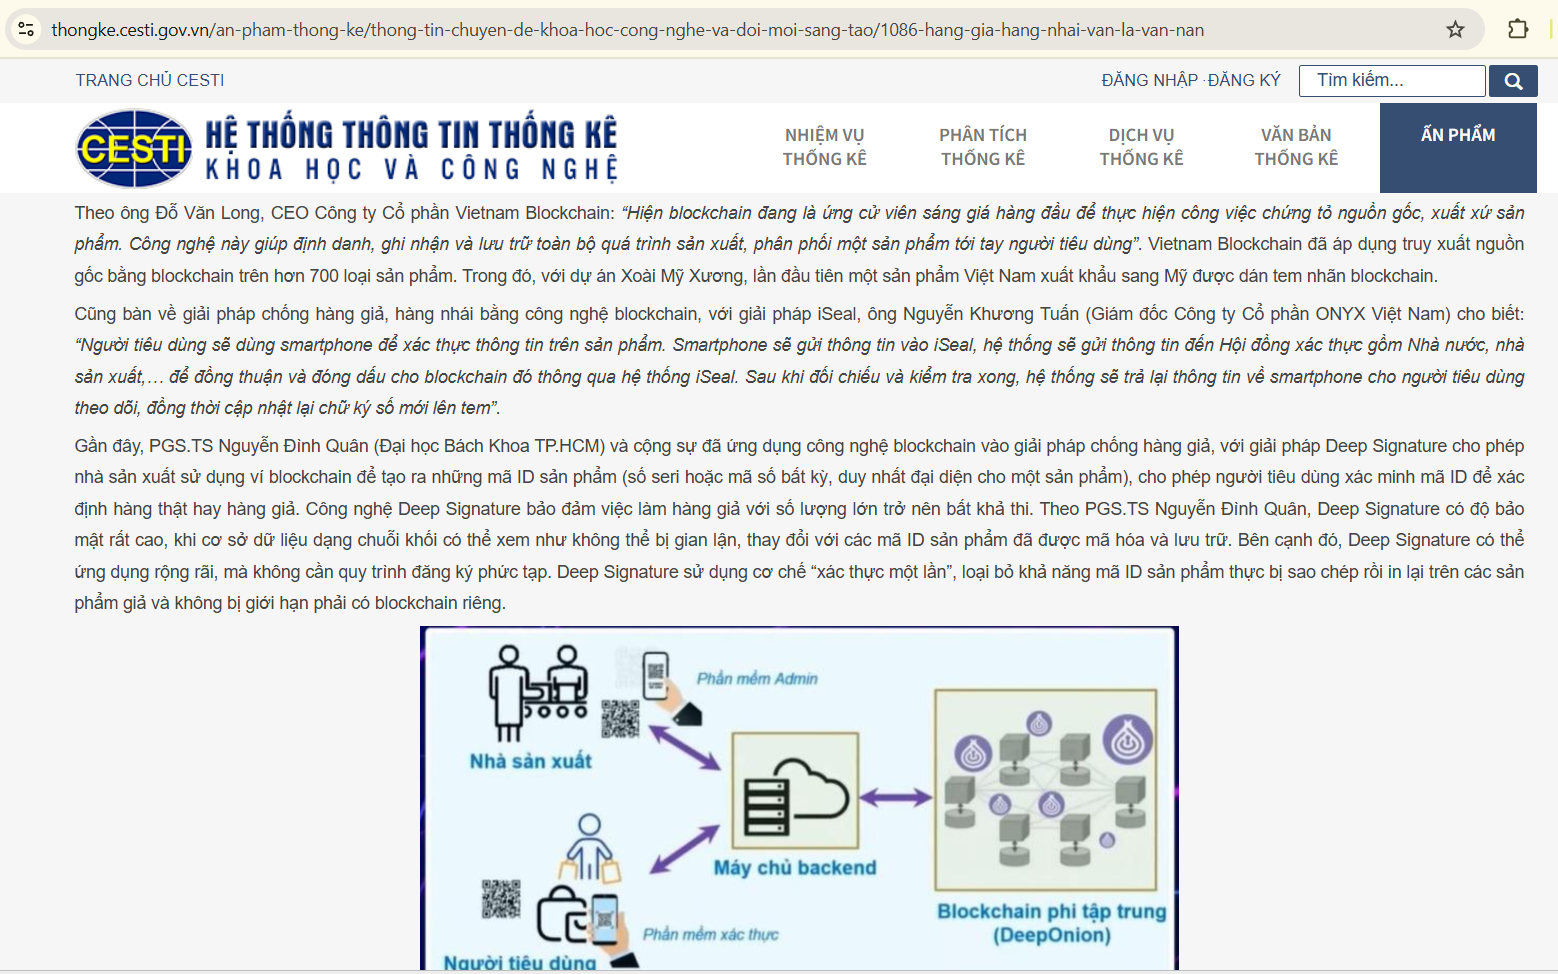 thongke.cesti.gov.vn/an-pham-thong-ke/thong-tin-chuyen-de-khoa-hoc-cong-nghe-va-doi-moi-sang-tao/1086-hang-gia-hang-nhai-van-la-van-nan
TRANG CHỦ CESTI
ĐĂNG NHẬP · ĐĂNG KÝ
Tìm kiếm...
CESTI
HỆ THỐNG THÔNG TIN THỐNG KÊ
KHOA HỌC VÀ CÔNG NGHỆ
NHIỆM VỤ
THỐNG KÊ
PHÂN TÍCH
THỐNG KÊ
DỊCH VỤ
THỐNG KÊ
VĂN BẢN
THỐNG KÊ
ẤN PHẨM
Theo ông Đỗ Văn Long, CEO Công ty Cổ phần Vietnam Blockchain: “Hiện blockchain đang là ứng cử viên sáng giá hàng đầu để thực hiện công việc chứng tỏ nguồn gốc, xuất xứ sản
phẩm. Công nghệ này giúp định danh, ghi nhận và lưu trữ toàn bộ quá trình sản xuất, phân phối một sản phẩm tới tay người tiêu dùng”. Vietnam Blockchain đã áp dụng truy xuất nguồn
gốc bằng blockchain trên hơn 700 loại sản phẩm. Trong đó, với dự án Xoài Mỹ Xương, lần đầu tiên một sản phẩm Việt Nam xuất khẩu sang Mỹ được dán tem nhãn blockchain.
Cũng bàn về giải pháp chống hàng giả, hàng nhái bằng công nghệ blockchain, với giải pháp iSeal, ông Nguyễn Khương Tuấn (Giám đốc Công ty Cổ phần ONYX Việt Nam) cho biết:
“Người tiêu dùng sẽ dùng smartphone để xác thực thông tin trên sản phẩm. Smartphone sẽ gửi thông tin vào iSeal, hệ thống sẽ gửi thông tin đến Hội đồng xác thực gồm Nhà nước, nhà
sản xuất,… để đồng thuận và đóng dấu cho blockchain đó thông qua hệ thống iSeal. Sau khi đối chiếu và kiểm tra xong, hệ thống sẽ trả lại thông tin về smartphone cho người tiêu dùng
theo dõi, đồng thời cập nhật lại chữ ký số mới lên tem”.
Gần đây, PGS.TS Nguyễn Đình Quân (Đại học Bách Khoa TP.HCM) và cộng sự đã ứng dụng công nghệ blockchain vào giải pháp chống hàng giả, với giải pháp Deep Signature cho phép
nhà sản xuất sử dụng ví blockchain để tạo ra những mã ID sản phẩm (số seri hoặc mã số bất kỳ, duy nhất đại diện cho một sản phẩm), cho phép người tiêu dùng xác minh mã ID để xác
định hàng thật hay hàng giả. Công nghệ Deep Signature bảo đảm việc làm hàng giả với số lượng lớn trở nên bất khả thi. Theo PGS.TS Nguyễn Đình Quân, Deep Signature có độ bảo
mật rất cao, khi cơ sở dữ liệu dạng chuỗi khối có thể xem như không thể bị gian lận, thay đổi với các mã ID sản phẩm đã được mã hóa và lưu trữ. Bên cạnh đó, Deep Signature có thể
ứng dụng rộng rãi, mà không cần quy trình đăng ký phức tạp. Deep Signature sử dụng cơ chế “xác thực một lần”, loại bỏ khả năng mã ID sản phẩm thực bị sao chép rồi in lại trên các sản
phẩm giả và không bị giới hạn phải có blockchain riêng.
Phần mềm Admin
Nhà sản xuất
Máy chủ backend
Blockchain phi tập trung
(DeepOnion)
Phần mềm xác thực
Người tiêu dùng